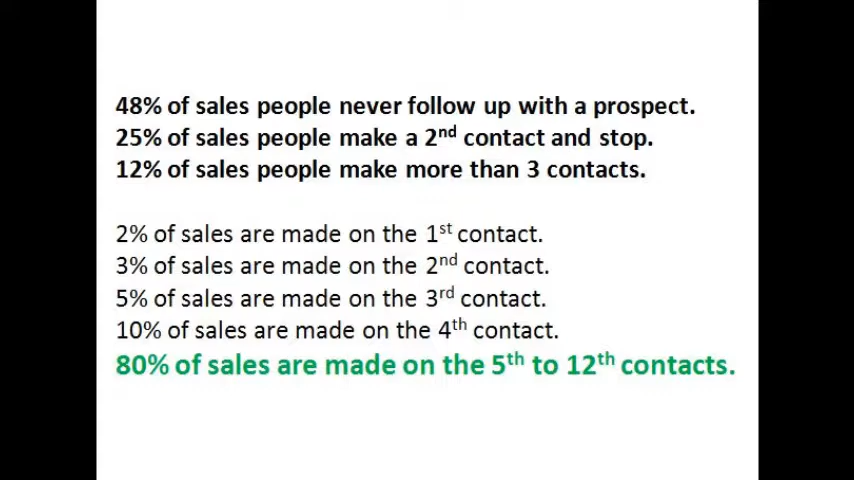 48% of sales people never follow up with a prospect.
25% of sales people make a 2nd contact and stop.
12% of sales people make more than 3 contacts.
2% of sales are made on the 1st contact.
3% of sales are made on the 2nd contact.
5% of sales are made on the 3rd contact.
10% of sales are made on the 4th contact.
80% of sales are made on the 5th to 12th contacts.